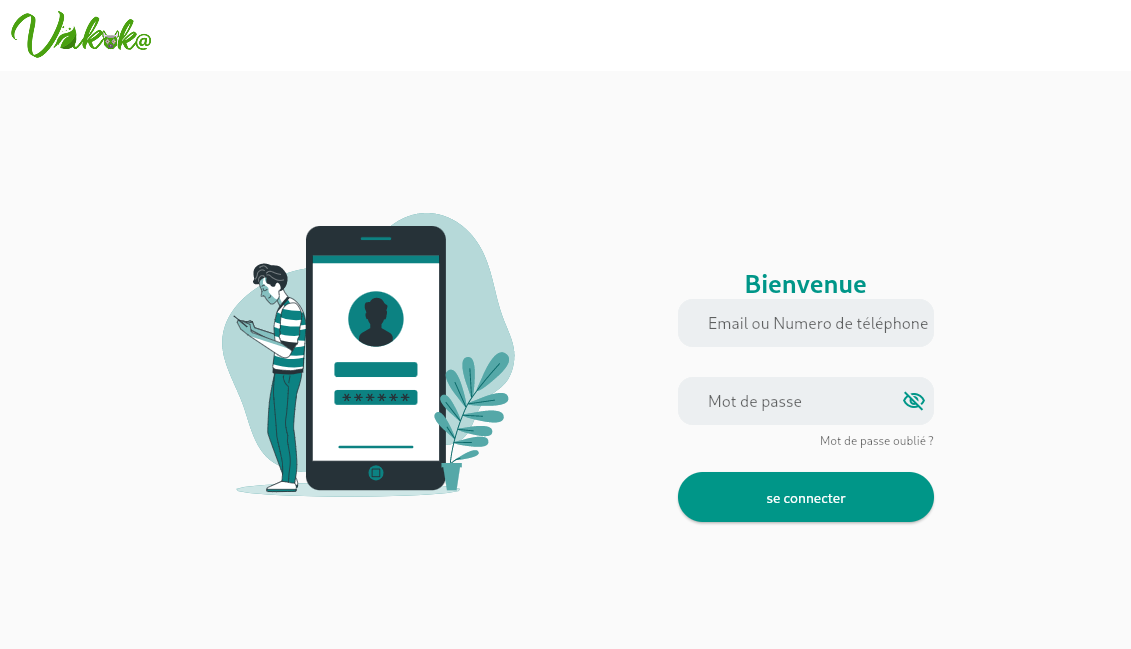 Vakok@
Bienvenue
Email ou Numero de téléphone
Mot de passe
Mot de passe oublié ?
se connecter
******